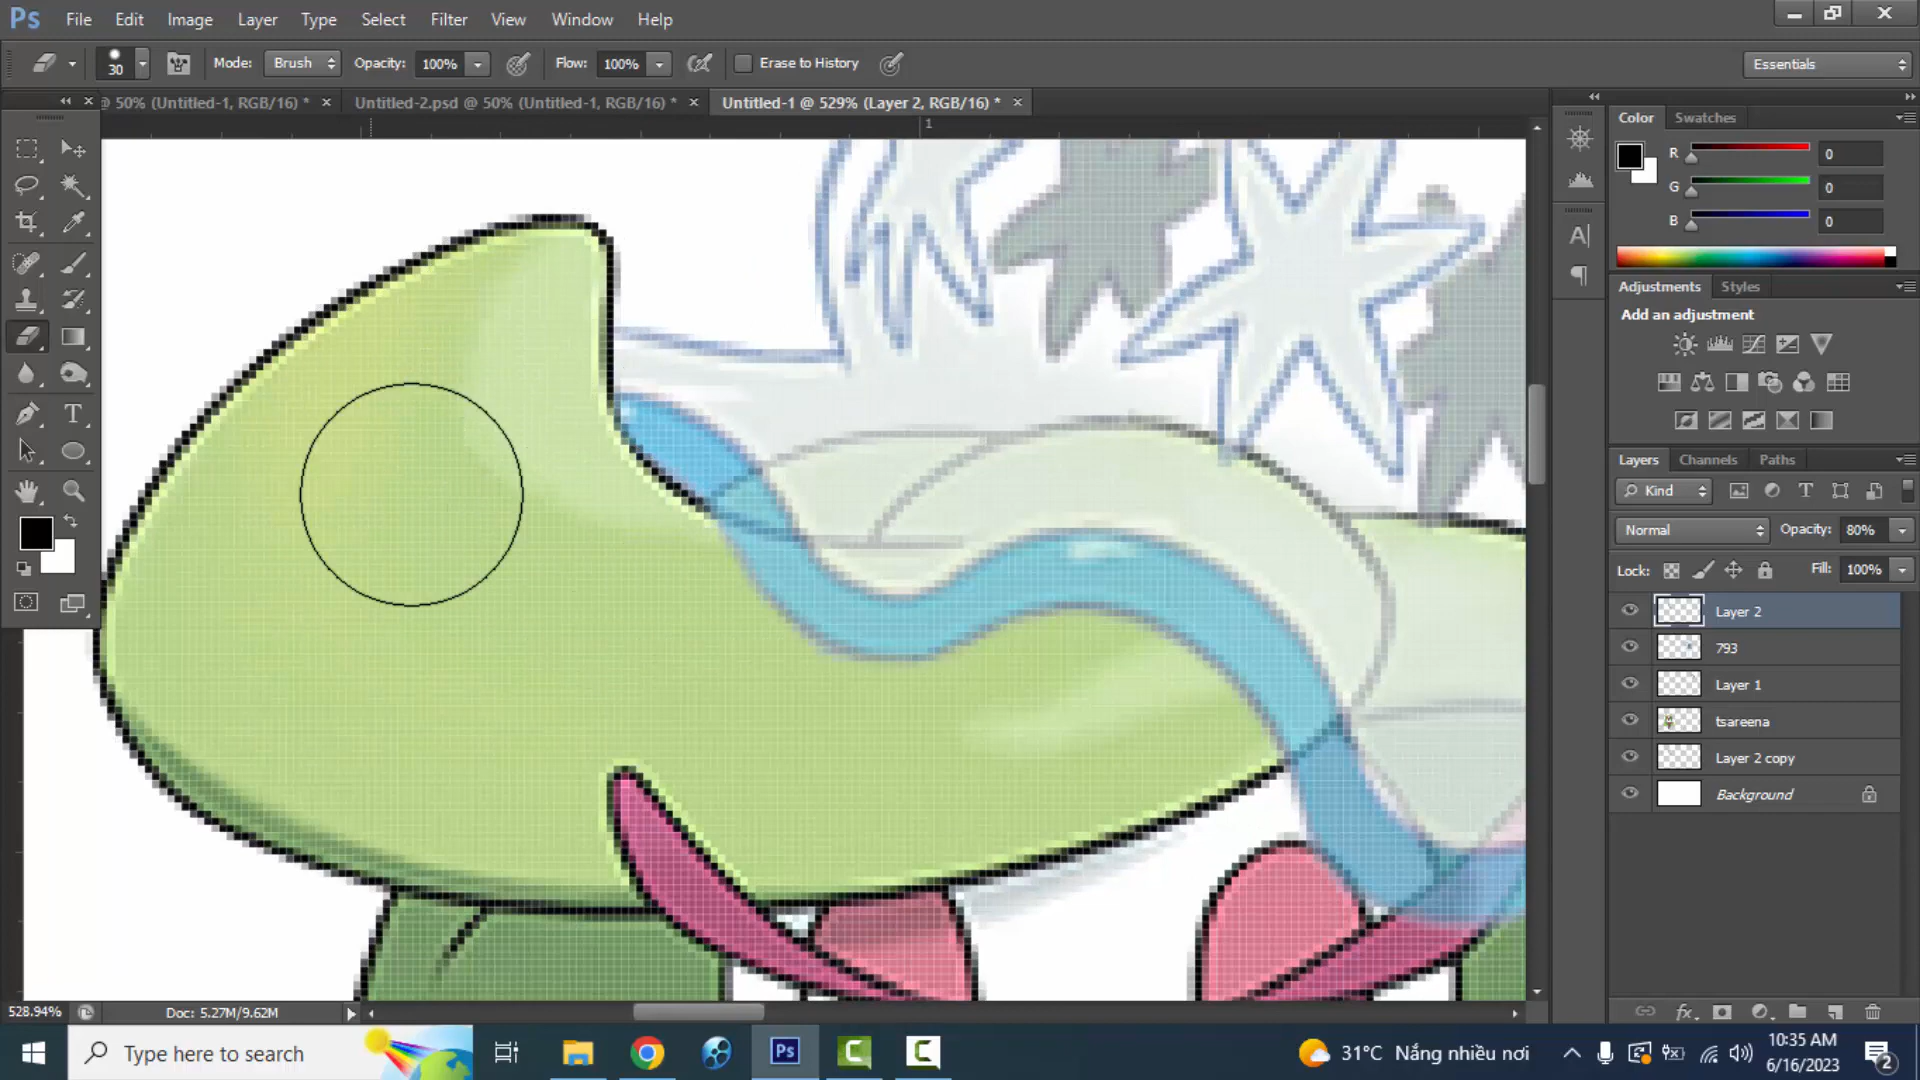 Ps File Edit Image Layer Type Select Filter View Window Help
30 Mode: Brush Opacity: 100% Flow: 100% Erase to History Essentials
@ 50% (Untitled-1, RGB/16) * × Untitled-2.psd @ 50% (Untitled-1, RGB/16) * × Untitled-1 @ 529% (Layer 2, RGB/16) * ×
1
Color Swatches
R 0
G 0
B 0
Adjustments Styles
Add an adjustment
Layers Channels Paths
Kind
Normal Opacity: 80%
Lock: Fill: 100%
Layer 2
793
Layer 1
tsareena
Layer 2 copy
Background
528.94% Doc: 5.27M/9.62M
Type here to search
Ps
31°C Nắng nhiều nơi
10:35 AM
6/16/2023
2